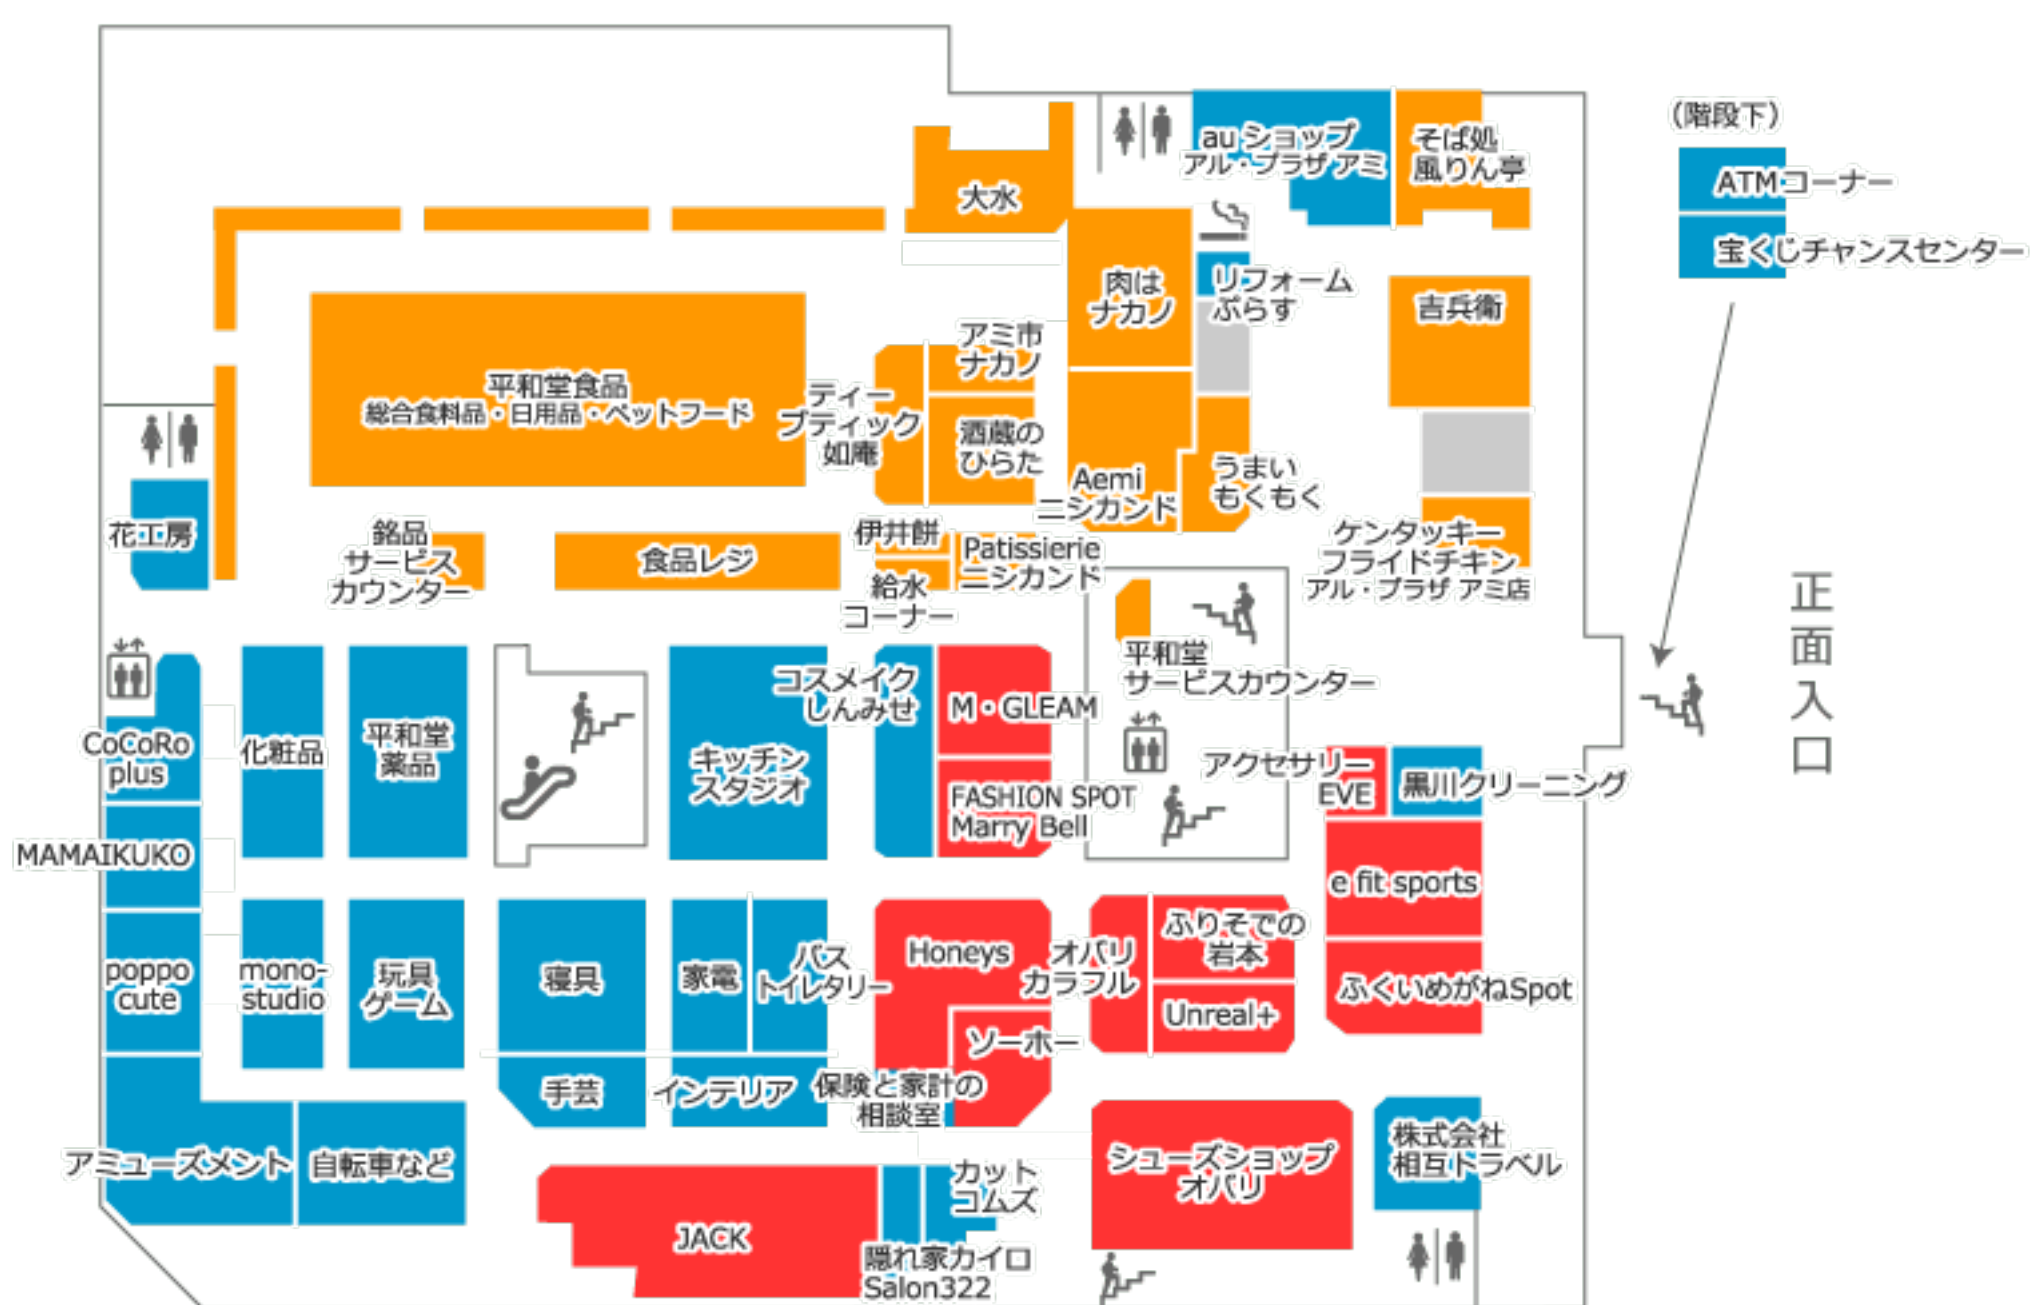 (階段下)
ATMコーナー
宝くじチャンスセンター
正面入口
au ショップ
アル・プラザ アミ
そば処
風りん亭
大水
肉は
ナカノ
リフォーム
ぷらす
吉兵衛
アミ市
ナカノ
平和堂食品
総合食料品・日用品・ペットフード
ティー
ブティック
如庵
酒蔵の
ひらた
Aemi
ニシカンド
うまい
もくもく
花工房
銘品
サービス
カウンター
食品レジ
伊井餅
Patissierie
ニシカンド
給水
コーナー
ケンタッキー
フライドチキン
アル・プラザ アミ店
平和堂
サービスカウンター
CoCoRo
plus
化粧品
平和堂
薬品
キッチン
スタジオ
コスメイク
しんみせ
M・GLEAM
FASHION SPOT
Marry Bell
アクセサリー
EVE
黒川クリーニング
MAMAIKUKO
e fit sports
poppo
cute
mono-
studio
玩具
ゲーム
寝具
家電
バス
トイレタリー
Honeys
オバリ
カラフル
ふりそでの
岩本
Unreal+
ふくいめがねSpot
ソーホー
手芸
インテリア
保険と家計の
相談室
アミューズメント
自転車など
JACK
カット
コムズ
隠れ家カイロ
Salon322
シューズショップ
オバリ
株式会社
相互トラベル